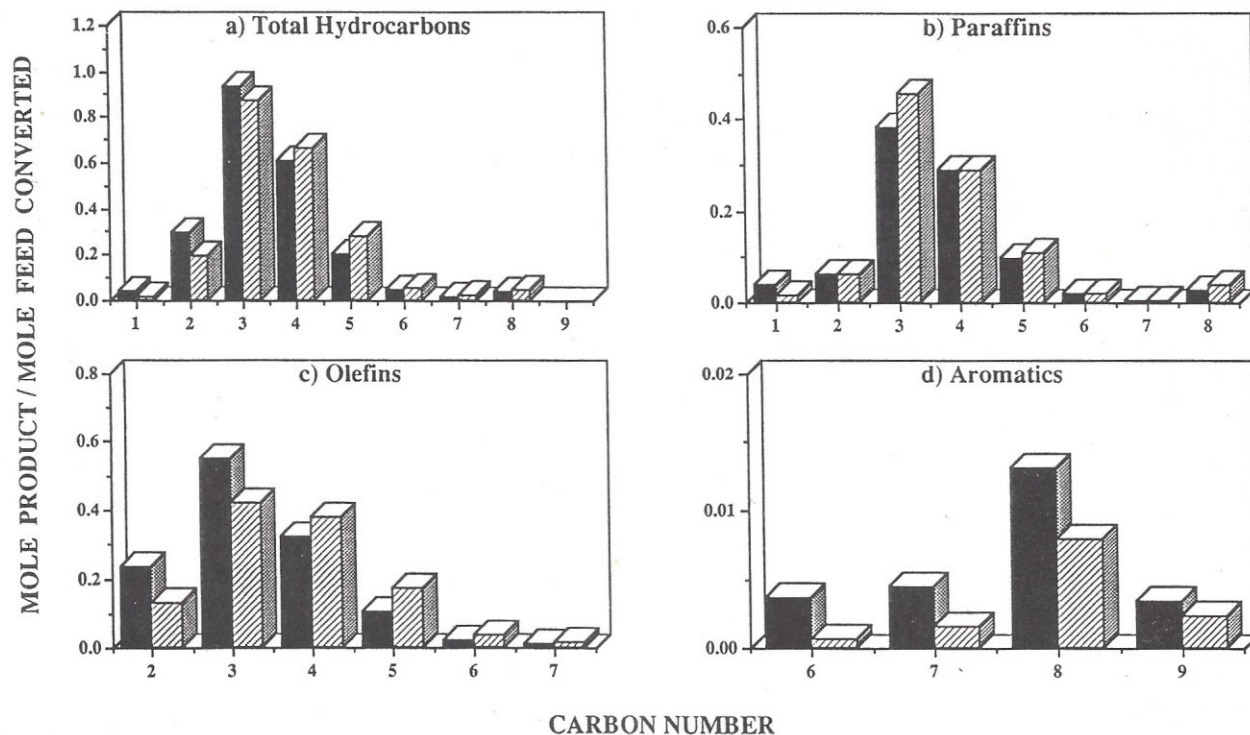 MOLE PRODUCT / MOLE FEED CONVERTED
a) Total Hydrocarbons
1.2
1.0
0.8
0.6
0.4
0.2
0.0
1 2 3 4 5 6 7 8 9
b) Paraffins
0.6
0.4
0.2
0.0
1 2 3 4 5 6 7 8
c) Olefins
0.8
0.6
0.4
0.2
0.0
2 3 4 5 6 7
d) Aromatics
0.02
0.01
0.00
6 7 8 9
CARBON NUMBER